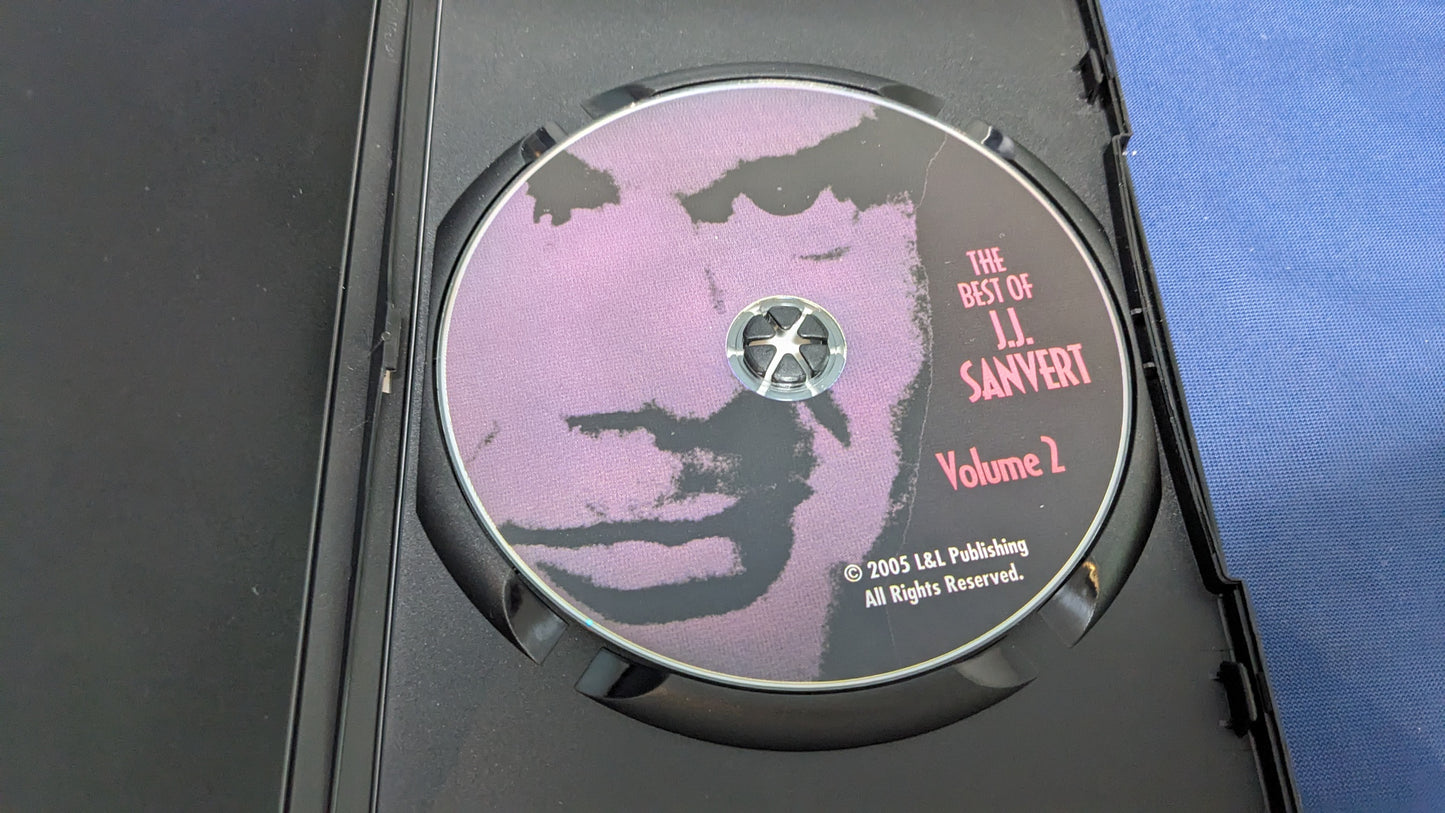 THE
BEST OF
J.J.
SANVERT
Volume 2
© 2005 L&L Publishing
All Rights Reserved.